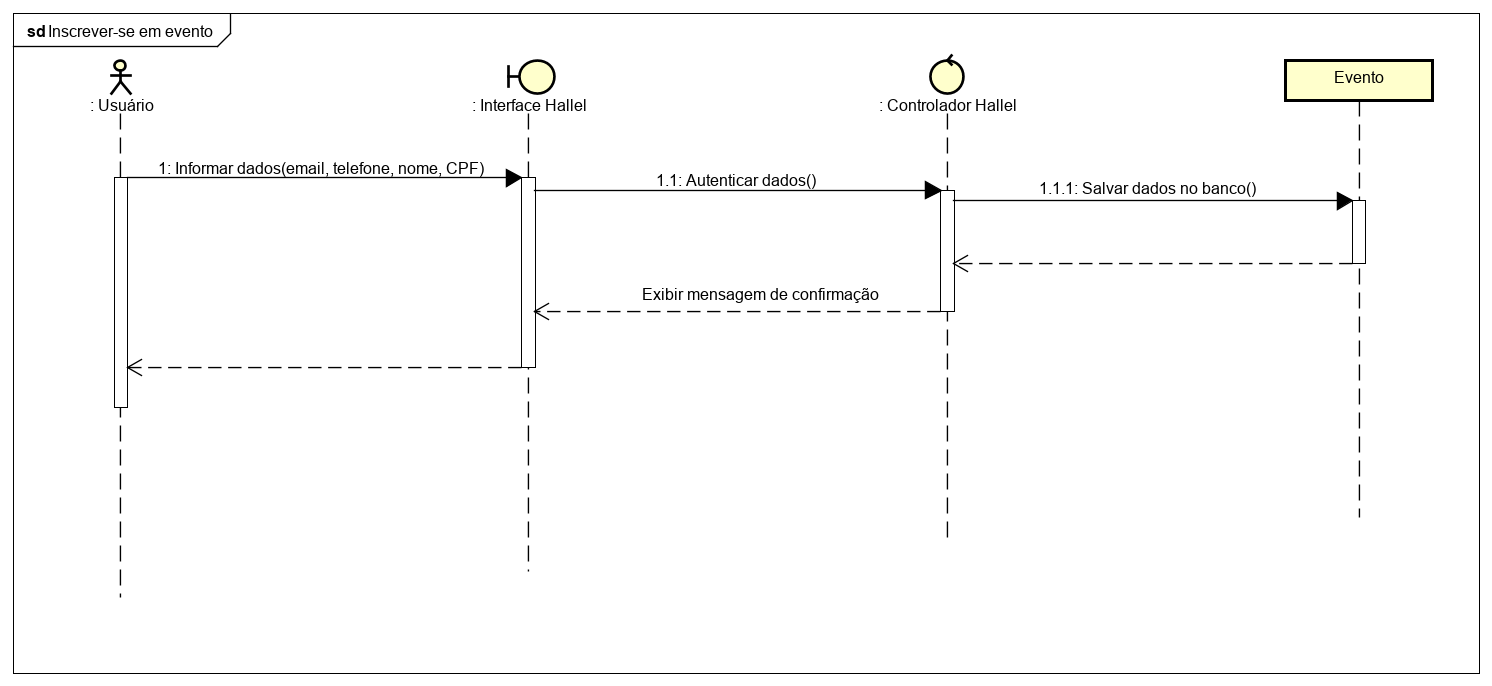 sd Inscrever-se em evento
: Usuário
: Interface Hallel
: Controlador Hallel
Evento
1: Informar dados(email, telefone, nome, CPF)
1.1: Autenticar dados()
1.1.1: Salvar dados no banco()
Exibir mensagem de confirmação